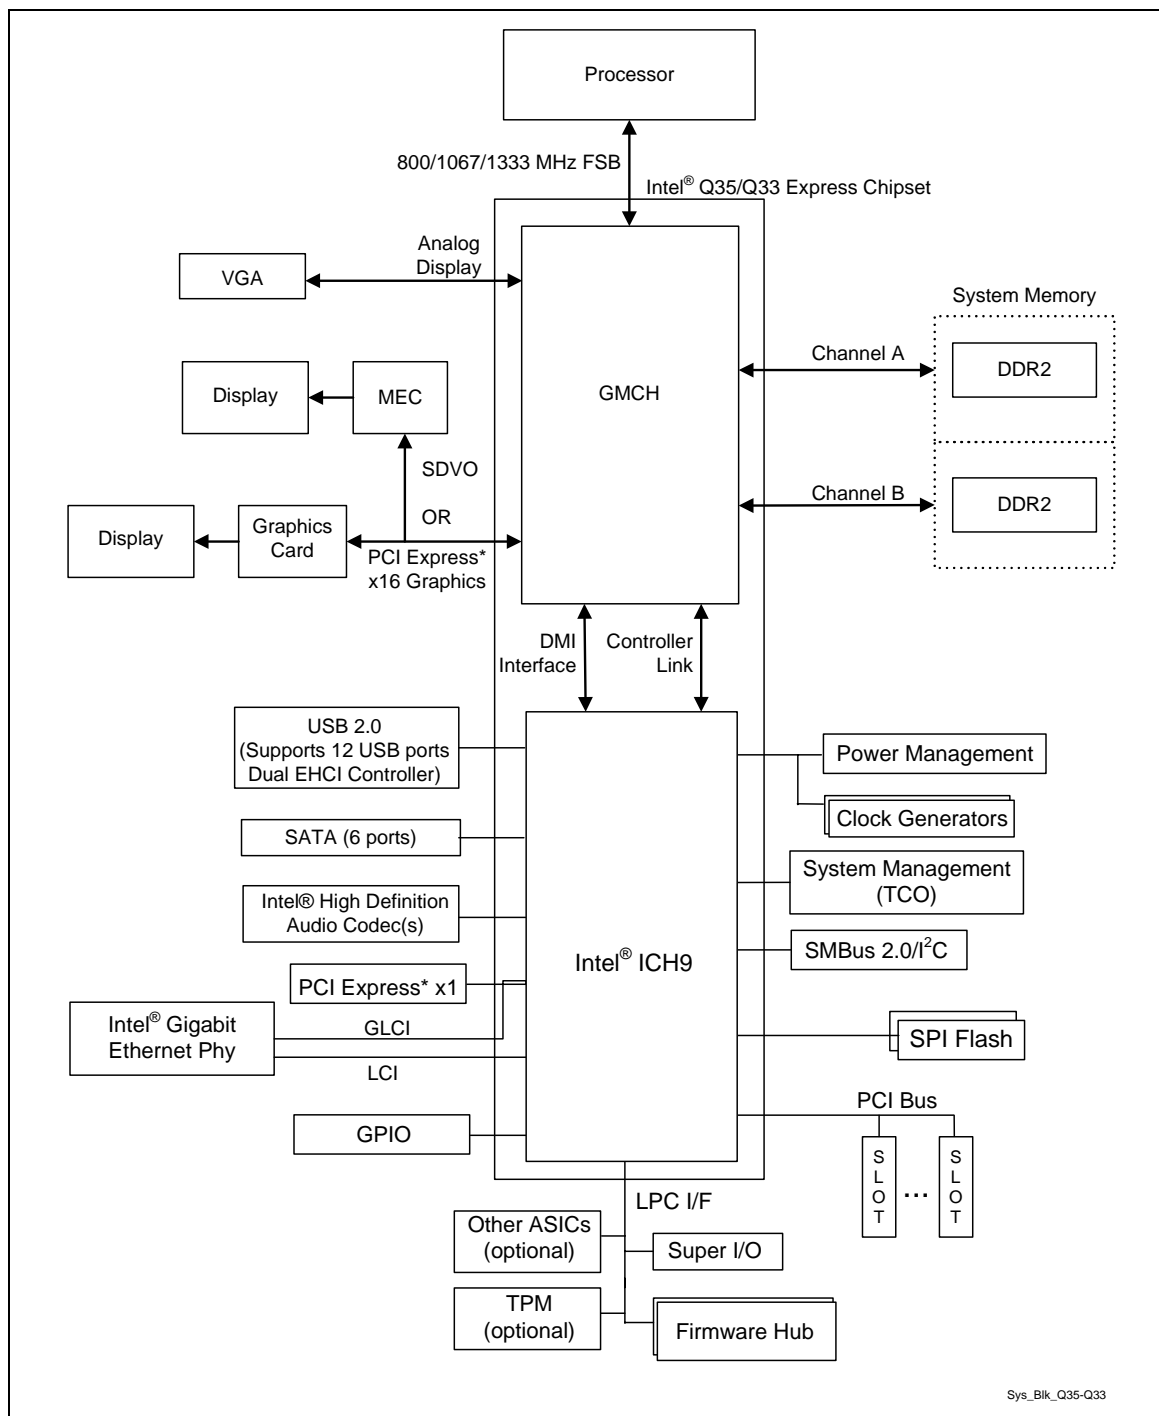 Processor
800/1067/1333 MHz FSB
Intel® Q35/Q33 Express Chipset
Analog
Display
VGA
System Memory
Channel A
DDR2
GMCH
Display
MEC
SDVO
Channel B
DDR2
OR
Display
Graphics
Card
PCI Express*
x16 Graphics
DMI
Interface
Controller
Link
USB 2.0
(Supports 12 USB ports
Dual EHCI Controller)
Power Management
Clock Generators
SATA (6 ports)
System Management
(TCO)
Intel® High Definition
Audio Codec(s)
Intel® ICH9
SMBus 2.0/I²C
PCI Express* x1
Intel® Gigabit
Ethernet Phy
GLCI
LCI
SPI Flash
PCI Bus
GPIO
SLOT
...
SLOT
LPC I/F
Other ASICs
(optional)
Super I/O
TPM
(optional)
Firmware Hub
Sys_Blk_Q35-Q33